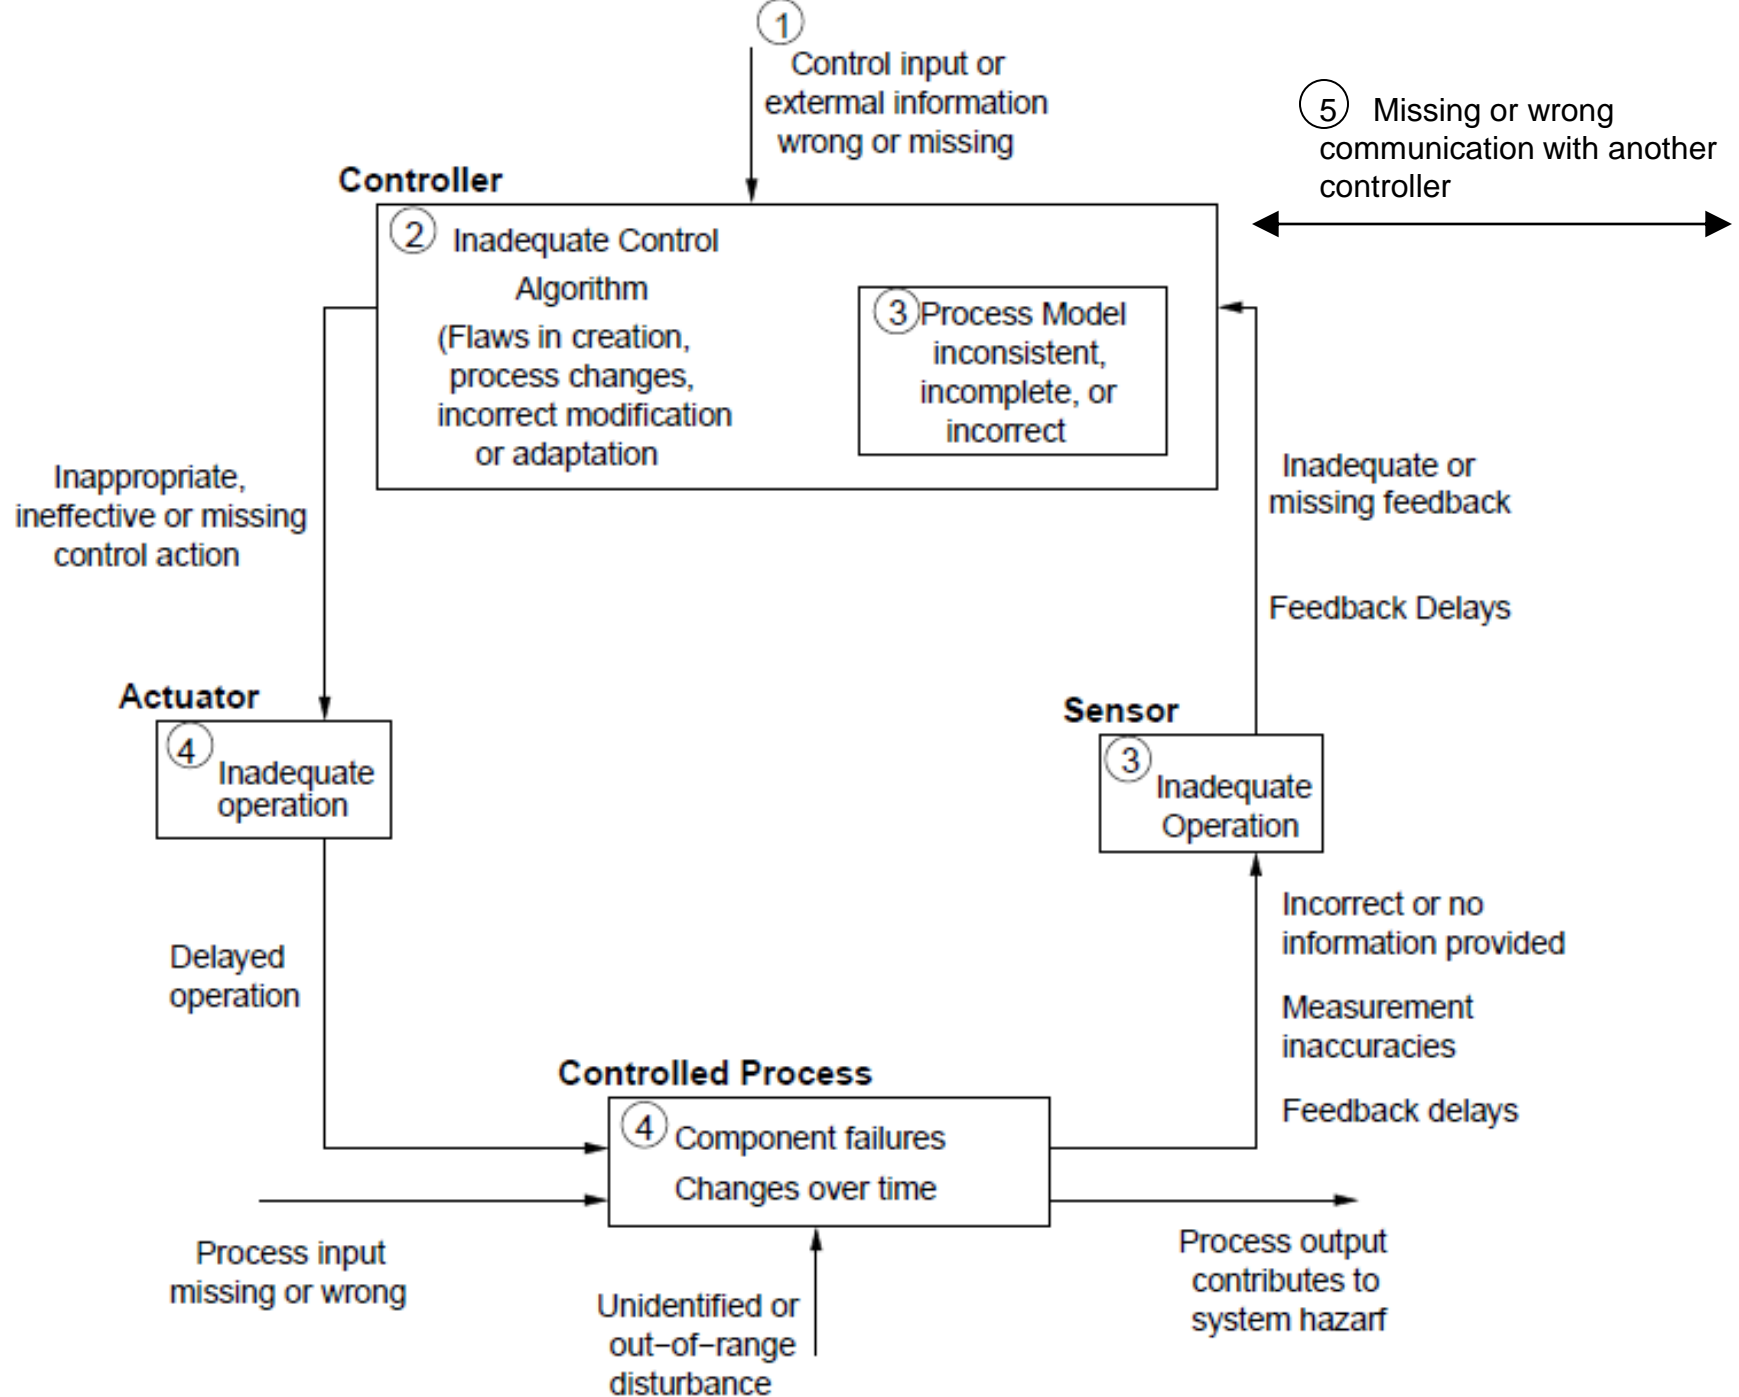 1
Control input or
extermal information
wrong or missing
5 Missing or wrong
communication with another
controller
Controller
2 Inadequate Control
Algorithm
(Flaws in creation,
process changes,
incorrect modification
or adaptation
3 Process Model
inconsistent,
incomplete, or
incorrect
Inappropriate,
ineffective or missing
control action
Inadequate or
missing feedback
Feedback Delays
Actuator
4 Inadequate
operation
Sensor
3 Inadequate
Operation
Delayed
operation
Incorrect or no
information provided
Measurement
inaccuracies
Feedback delays
Controlled Process
4 Component failures
Changes over time
Process input
missing or wrong
Unidentified or
out−of−range
disturbance
Process output
contributes to
system hazarf